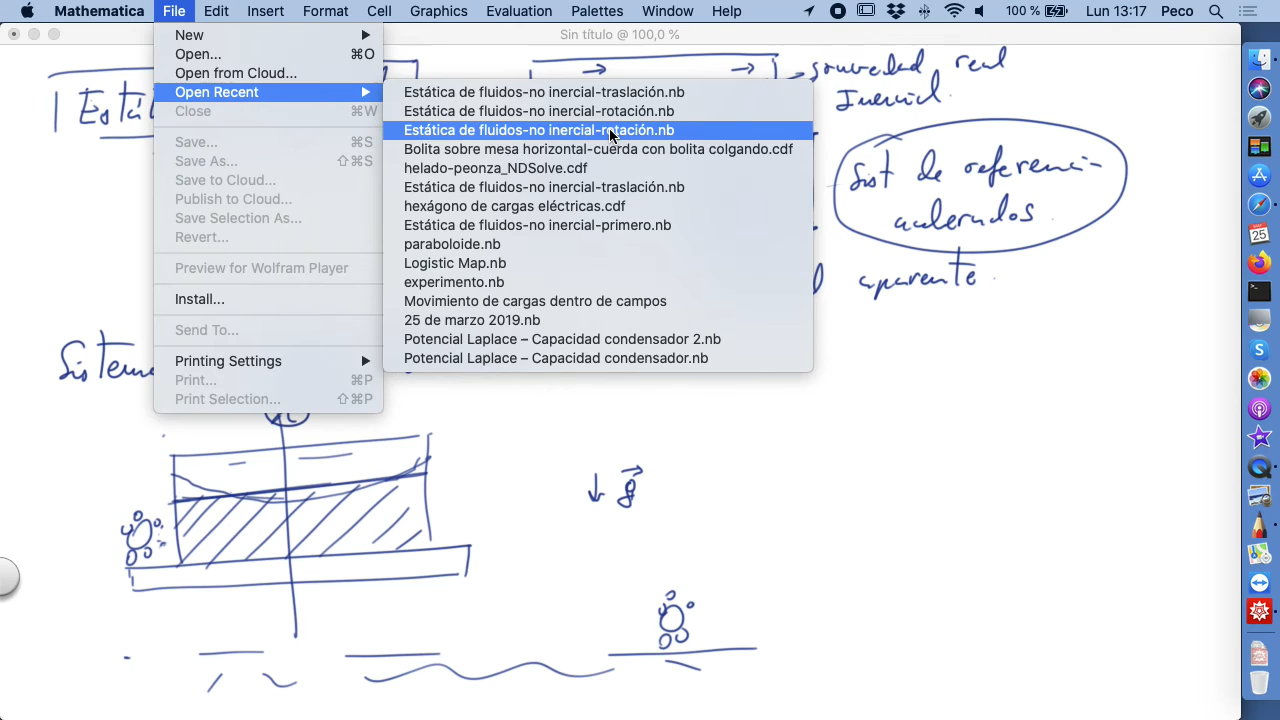 Mathematica File Edit Insert Format Cell Graphics Evaluation Palettes Window Help 100 % Lun 13:17 Peco
Sin título @ 100,0 %
New
Open... ⌘O
Open from Cloud...
Open Recent
Close ⌘W
Save... ⌘S
Save As... ⇧⌘S
Save to Cloud...
Publish to Cloud...
Save Selection As...
Revert...
Preview for Wolfram Player
Install...
Send To...
Printing Settings
Print... ⌘P
Print Selection... ⇧⌘P
Estática de fluidos-no inercial-traslación.nb
Estática de fluidos-no inercial-rotación.nb
Estática de fluidos-no inercial-rotación.nb
Bolita sobre mesa horizontal-cuerda con bolita colgando.cdf
helado-peonza_NDSolve.cdf
Estática de fluidos-no inercial-traslación.nb
hexágono de cargas eléctricas.cdf
Estática de fluidos-no inercial-primero.nb
paraboloide.nb
Logistic Map.nb
experimento.nb
Movimiento de cargas dentro de campos
25 de marzo 2019.nb
Potencial Laplace – Capacidad condensador 2.nb
Potencial Laplace – Capacidad condensador.nb
gravedad real
Inercial
Sist de referenci-
acelerados
aparente
Sistema
g
25